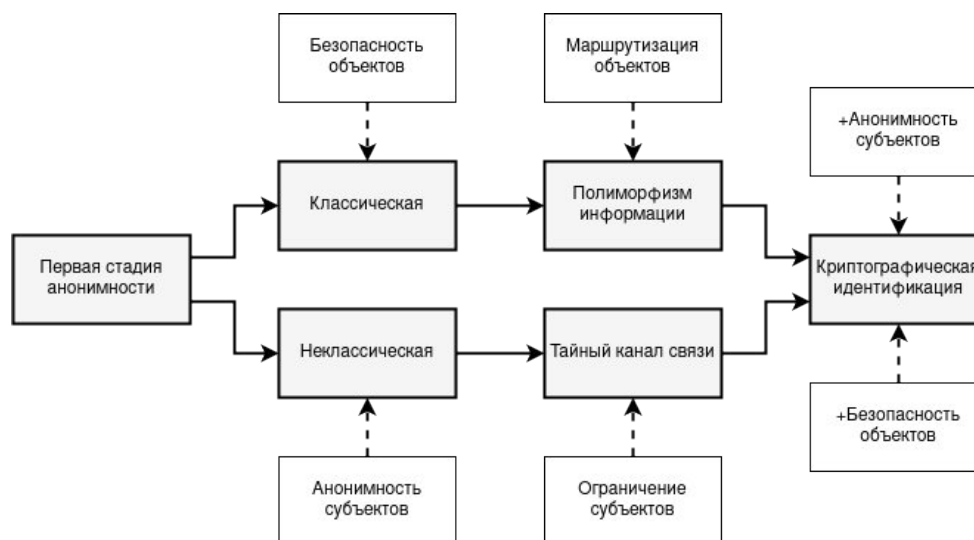 Безопасность
объектов
Маршрутизация
объектов
+Анонимность
субъектов
Классическая
Полиморфизм
информации
Первая стадия
анонимности
Криптографическая
идентификация
Неклассическая
Тайный канал связи
+Безопасность
объектов
Анонимность
субъектов
Ограничение
субъектов